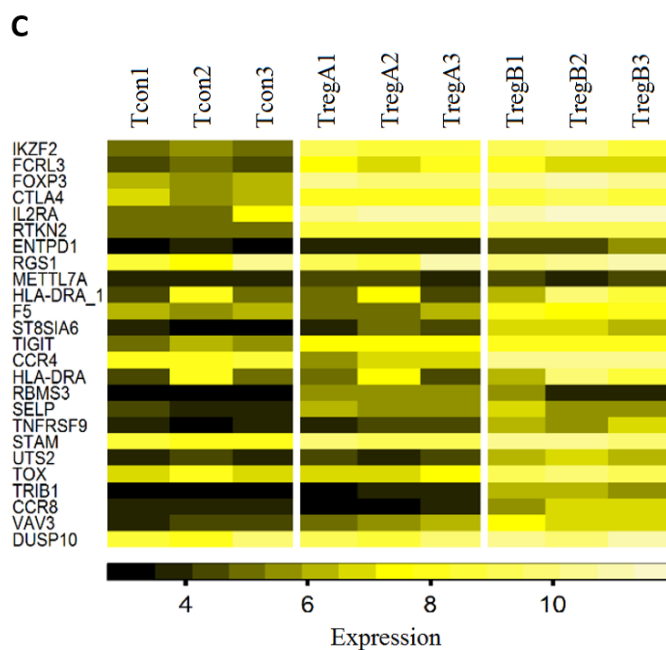 C
Tcon1 Tcon2 Tcon3 TregA1 TregA2 TregA3 TregB1 TregB2 TregB3
IKZF2
FCRL3
FOXP3
CTLA4
IL2RA
RTKN2
ENTPD1
RGS1
METTL7A
HLA-DRA_1
F5
ST8SIA6
TIGIT
CCR4
HLA-DRA
RBMS3
SELP
TNFRSF9
STAM
UTS2
TOX
TRIB1
CCR8
VAV3
DUSP10
4 6 8 10
Expression